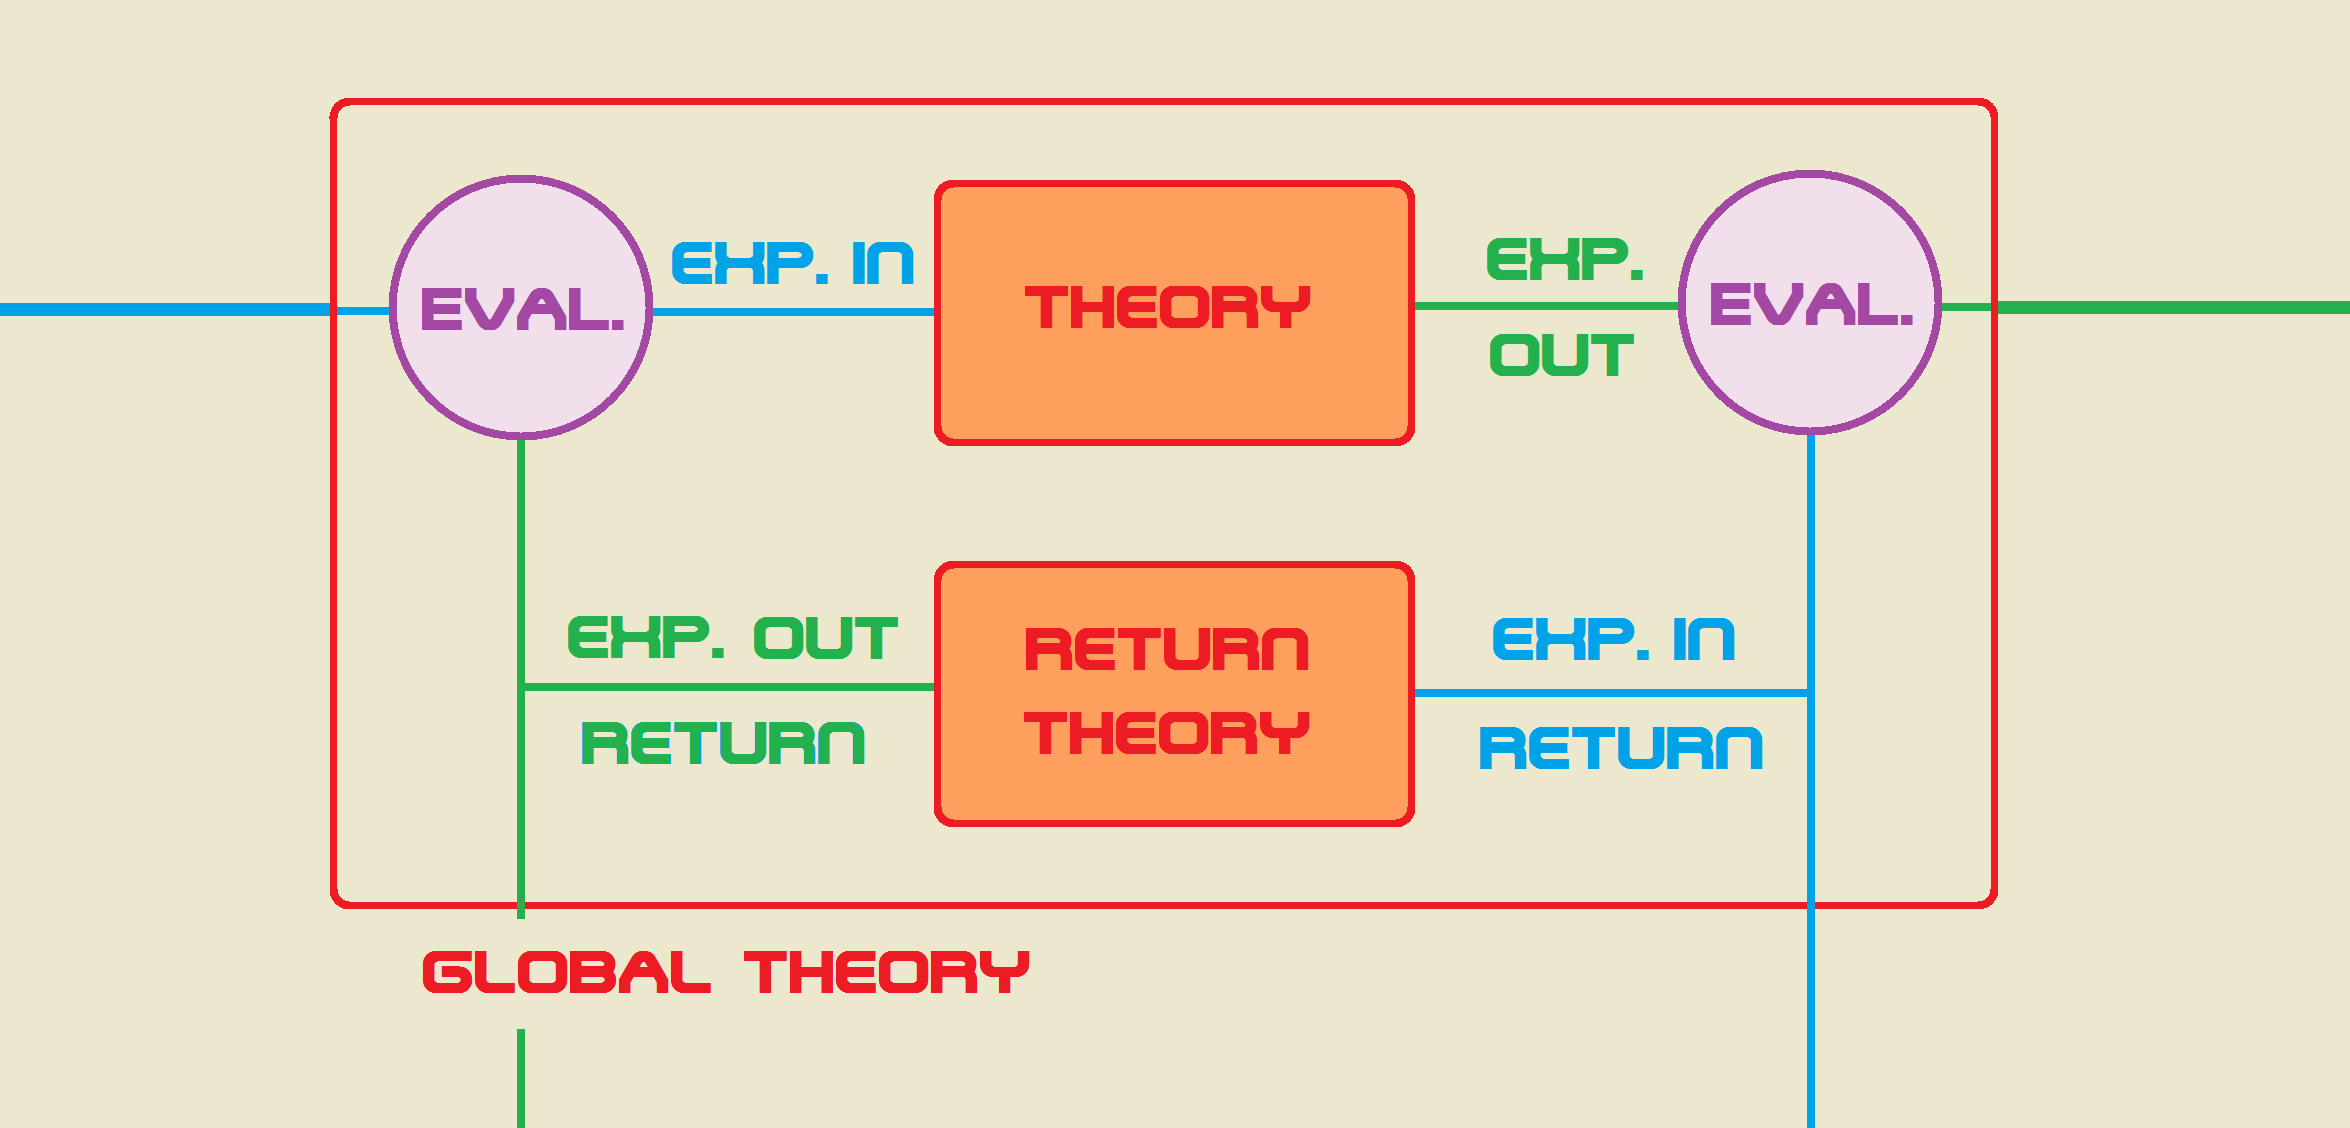 EVAL.
EXP. IN
THEORY
EXP.
OUT
EVAL.
EXP. OUT
RETURN
RETURN
THEORY
EXP. IN
RETURN
GLOBAL THEORY